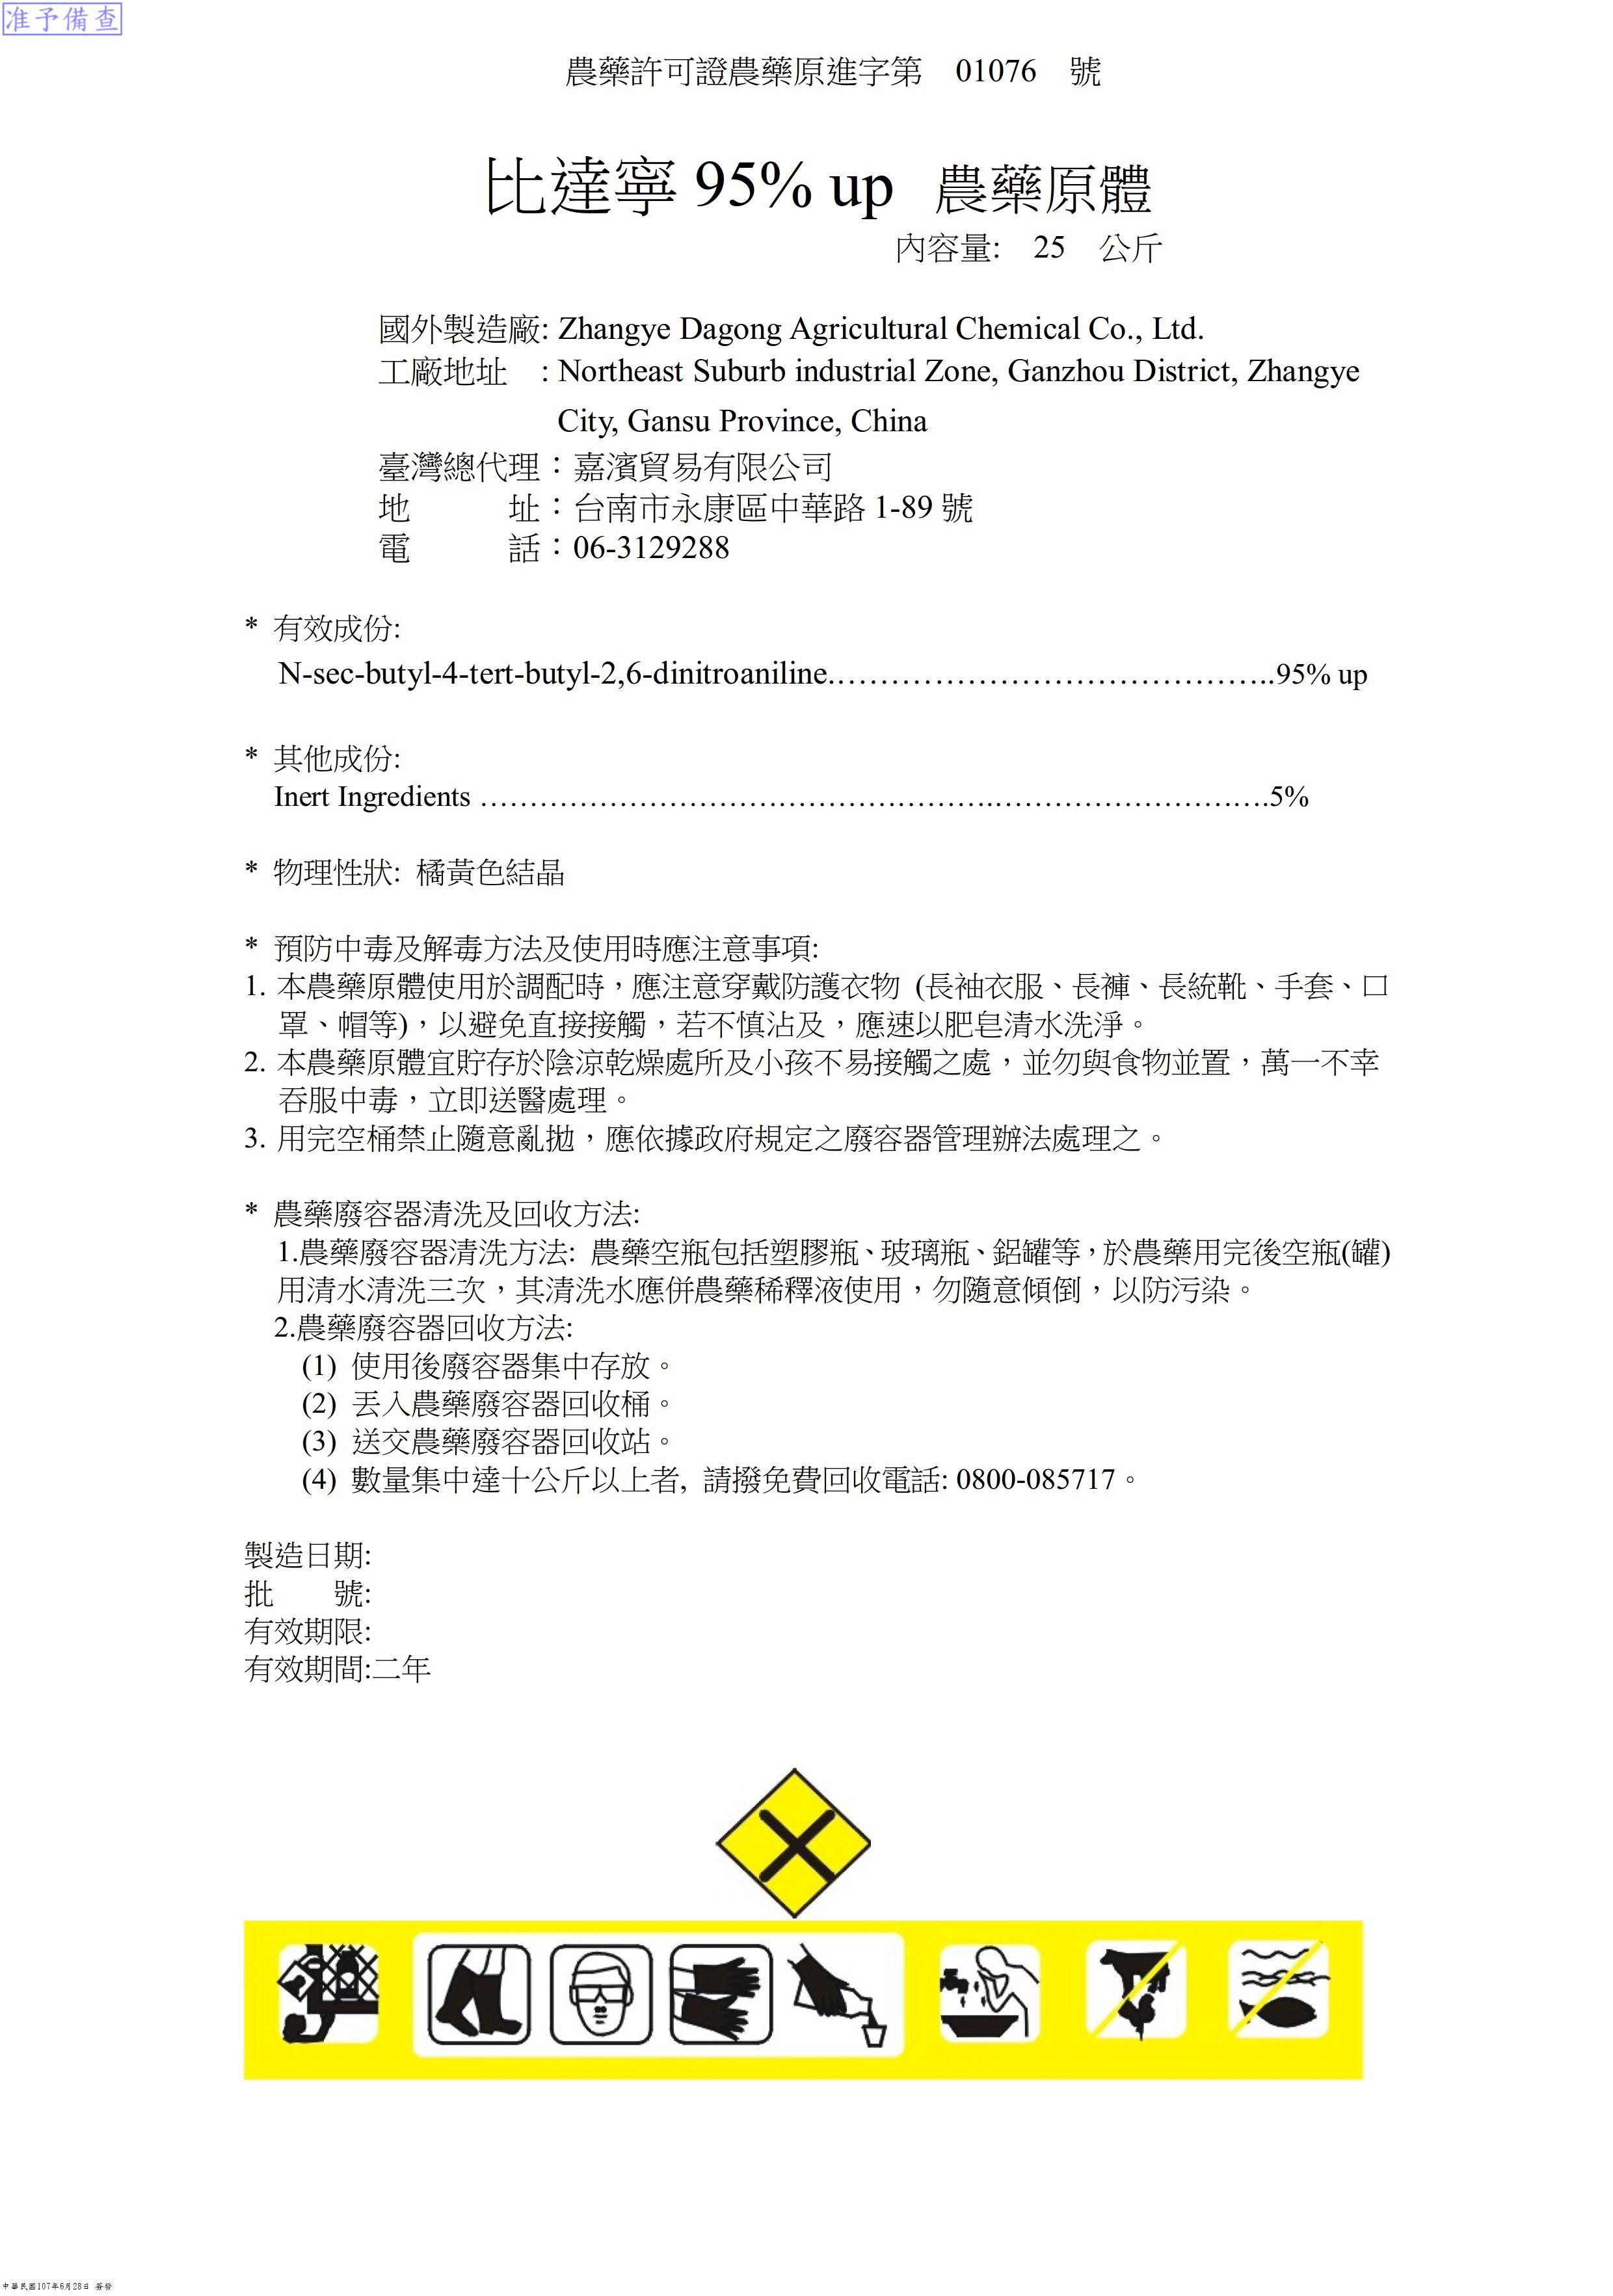 准予備查
農藥許可證農藥原進字第 01076 號
比達寧 95% up 農藥原體
內容量: 25 公斤
國外製造廠: Zhangye Dagong Agricultural Chemical Co., Ltd.
工廠地址 : Northeast Suburb industrial Zone, Ganzhou District, Zhangye
City, Gansu Province, China
臺灣總代理：嘉濱貿易有限公司
地 址：台南市永康區中華路 1-89 號
電 話：06-3129288
* 有效成份:
N-sec-butyl-4-tert-butyl-2,6-dinitroaniline.…………………………………..95% up
* 其他成份:
Inert Ingredients …………………………………………….……………………….5%
* 物理性狀: 橘黃色結晶
* 預防中毒及解毒方法及使用時應注意事項:
1. 本農藥原體使用於調配時，應注意穿戴防護衣物 (長袖衣服、長褲、長統靴、手套、口
罩、帽等)，以避免直接接觸，若不慎沾及，應速以肥皂清水洗淨。
2. 本農藥原體宜貯存於陰涼乾燥處所及小孩不易接觸之處，並勿與食物並置，萬一不幸
吞服中毒，立即送醫處理。
3. 用完空桶禁止隨意亂拋，應依據政府規定之廢容器管理辦法處理之。
* 農藥廢容器清洗及回收方法:
1.農藥廢容器清洗方法: 農藥空瓶包括塑膠瓶、玻璃瓶、鋁罐等，於農藥用完後空瓶(罐)
用清水清洗三次，其清洗水應併農藥稀釋液使用，勿隨意傾倒，以防污染。
2.農藥廢容器回收方法:
(1) 使用後廢容器集中存放。
(2) 丟入農藥廢容器回收桶。
(3) 送交農藥廢容器回收站。
(4) 數量集中達十公斤以上者, 請撥免費回收電話: 0800-085717。
製造日期:
批 號:
有效期限:
有效期間:二年
中華民國107年6月28日 簽發